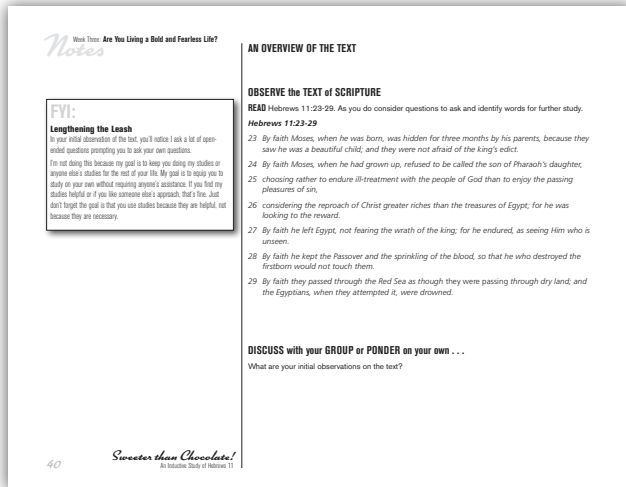 Week Three: Are You Living a Bold and Fearless Life?
Notes
FYI:
Lengthening the Leash
In your initial observation of the text, you'll notice I ask a lot of open-
ended questions prompting you to ask your own questions.
I'm not doing this because my goal is to keep you doing my studies or
anyone else's studies for the rest of your life. My goal is to equip you to
study on your own without requiring anyone's assistance. If you find my
studies helpful or if you like someone else's approach, that's fine. Just
don't forget the goal is that you use studies because they are helpful, not
because they are necessary.
AN OVERVIEW OF THE TEXT
OBSERVE the TEXT of SCRIPTURE
READ Hebrews 11:23-29. As you do consider questions to ask and identify words for further study.
Hebrews 11:23-29
23 By faith Moses, when he was born, was hidden for three months by his parents, because they
saw he was a beautiful child; and they were not afraid of the king's edict.
24 By faith Moses, when he had grown up, refused to be called the son of Pharaoh's daughter,
25 choosing rather to endure ill-treatment with the people of God than to enjoy the passing
pleasures of sin,
26 considering the reproach of Christ greater riches than the treasures of Egypt; for he was
looking to the reward.
27 By faith he left Egypt, not fearing the wrath of the king; for he endured, as seeing Him who is
unseen.
28 By faith he kept the Passover and the sprinkling of the blood, so that he who destroyed the
firstborn would not touch them.
29 By faith they passed through the Red Sea as though they were passing through dry land; and
the Egyptians, when they attempted it, were drowned.
DISCUSS with your GROUP or PONDER on your own . . .
What are your initial observations on the text?
40
Sweeter than Chocolate!
An Inductive Study of Hebrews 11